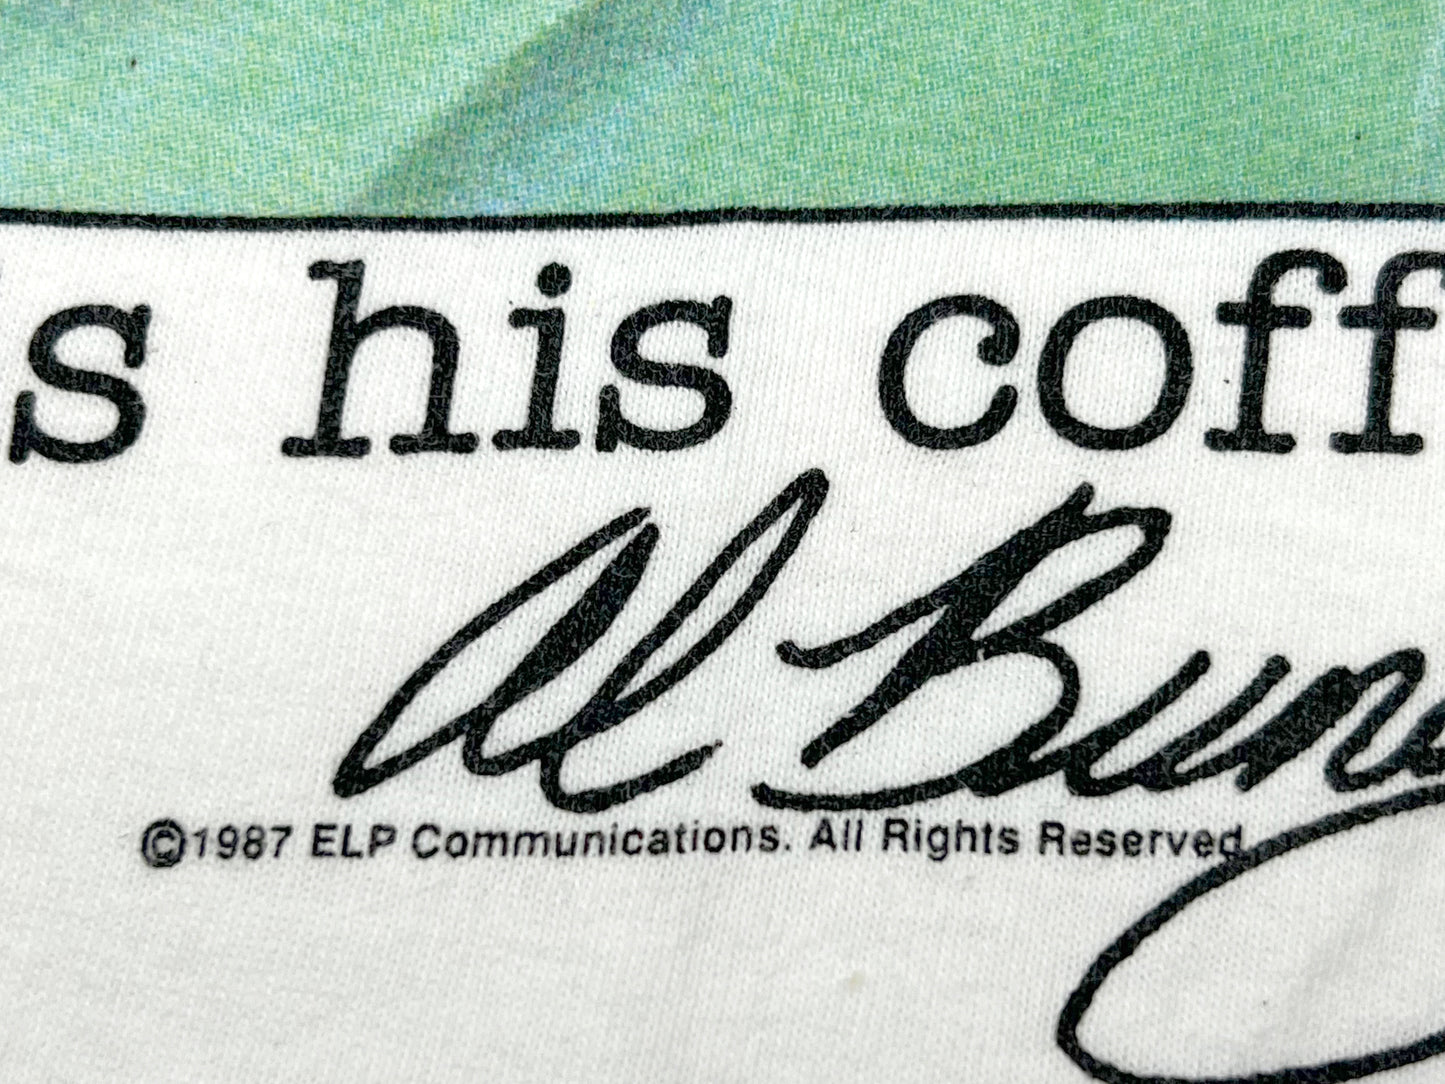 s his coff
Al Bun
©1987 ELP Communications. All Rights Reserved